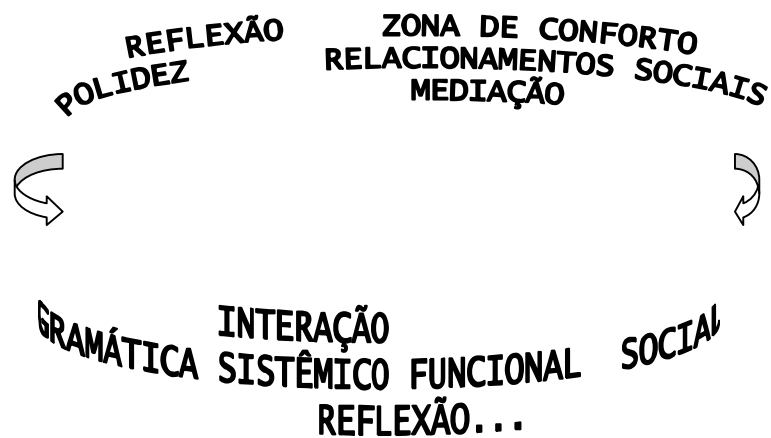 REFLEXÃO
POLIDEZ
ZONA DE CONFORTO
RELACIONAMENTOS SOCIAIS
MEDIAÇÃO
INTERAÇÃO
GRAMÁTICA SISTÊMICO FUNCIONAL SOCIAL
REFLEXÃO...